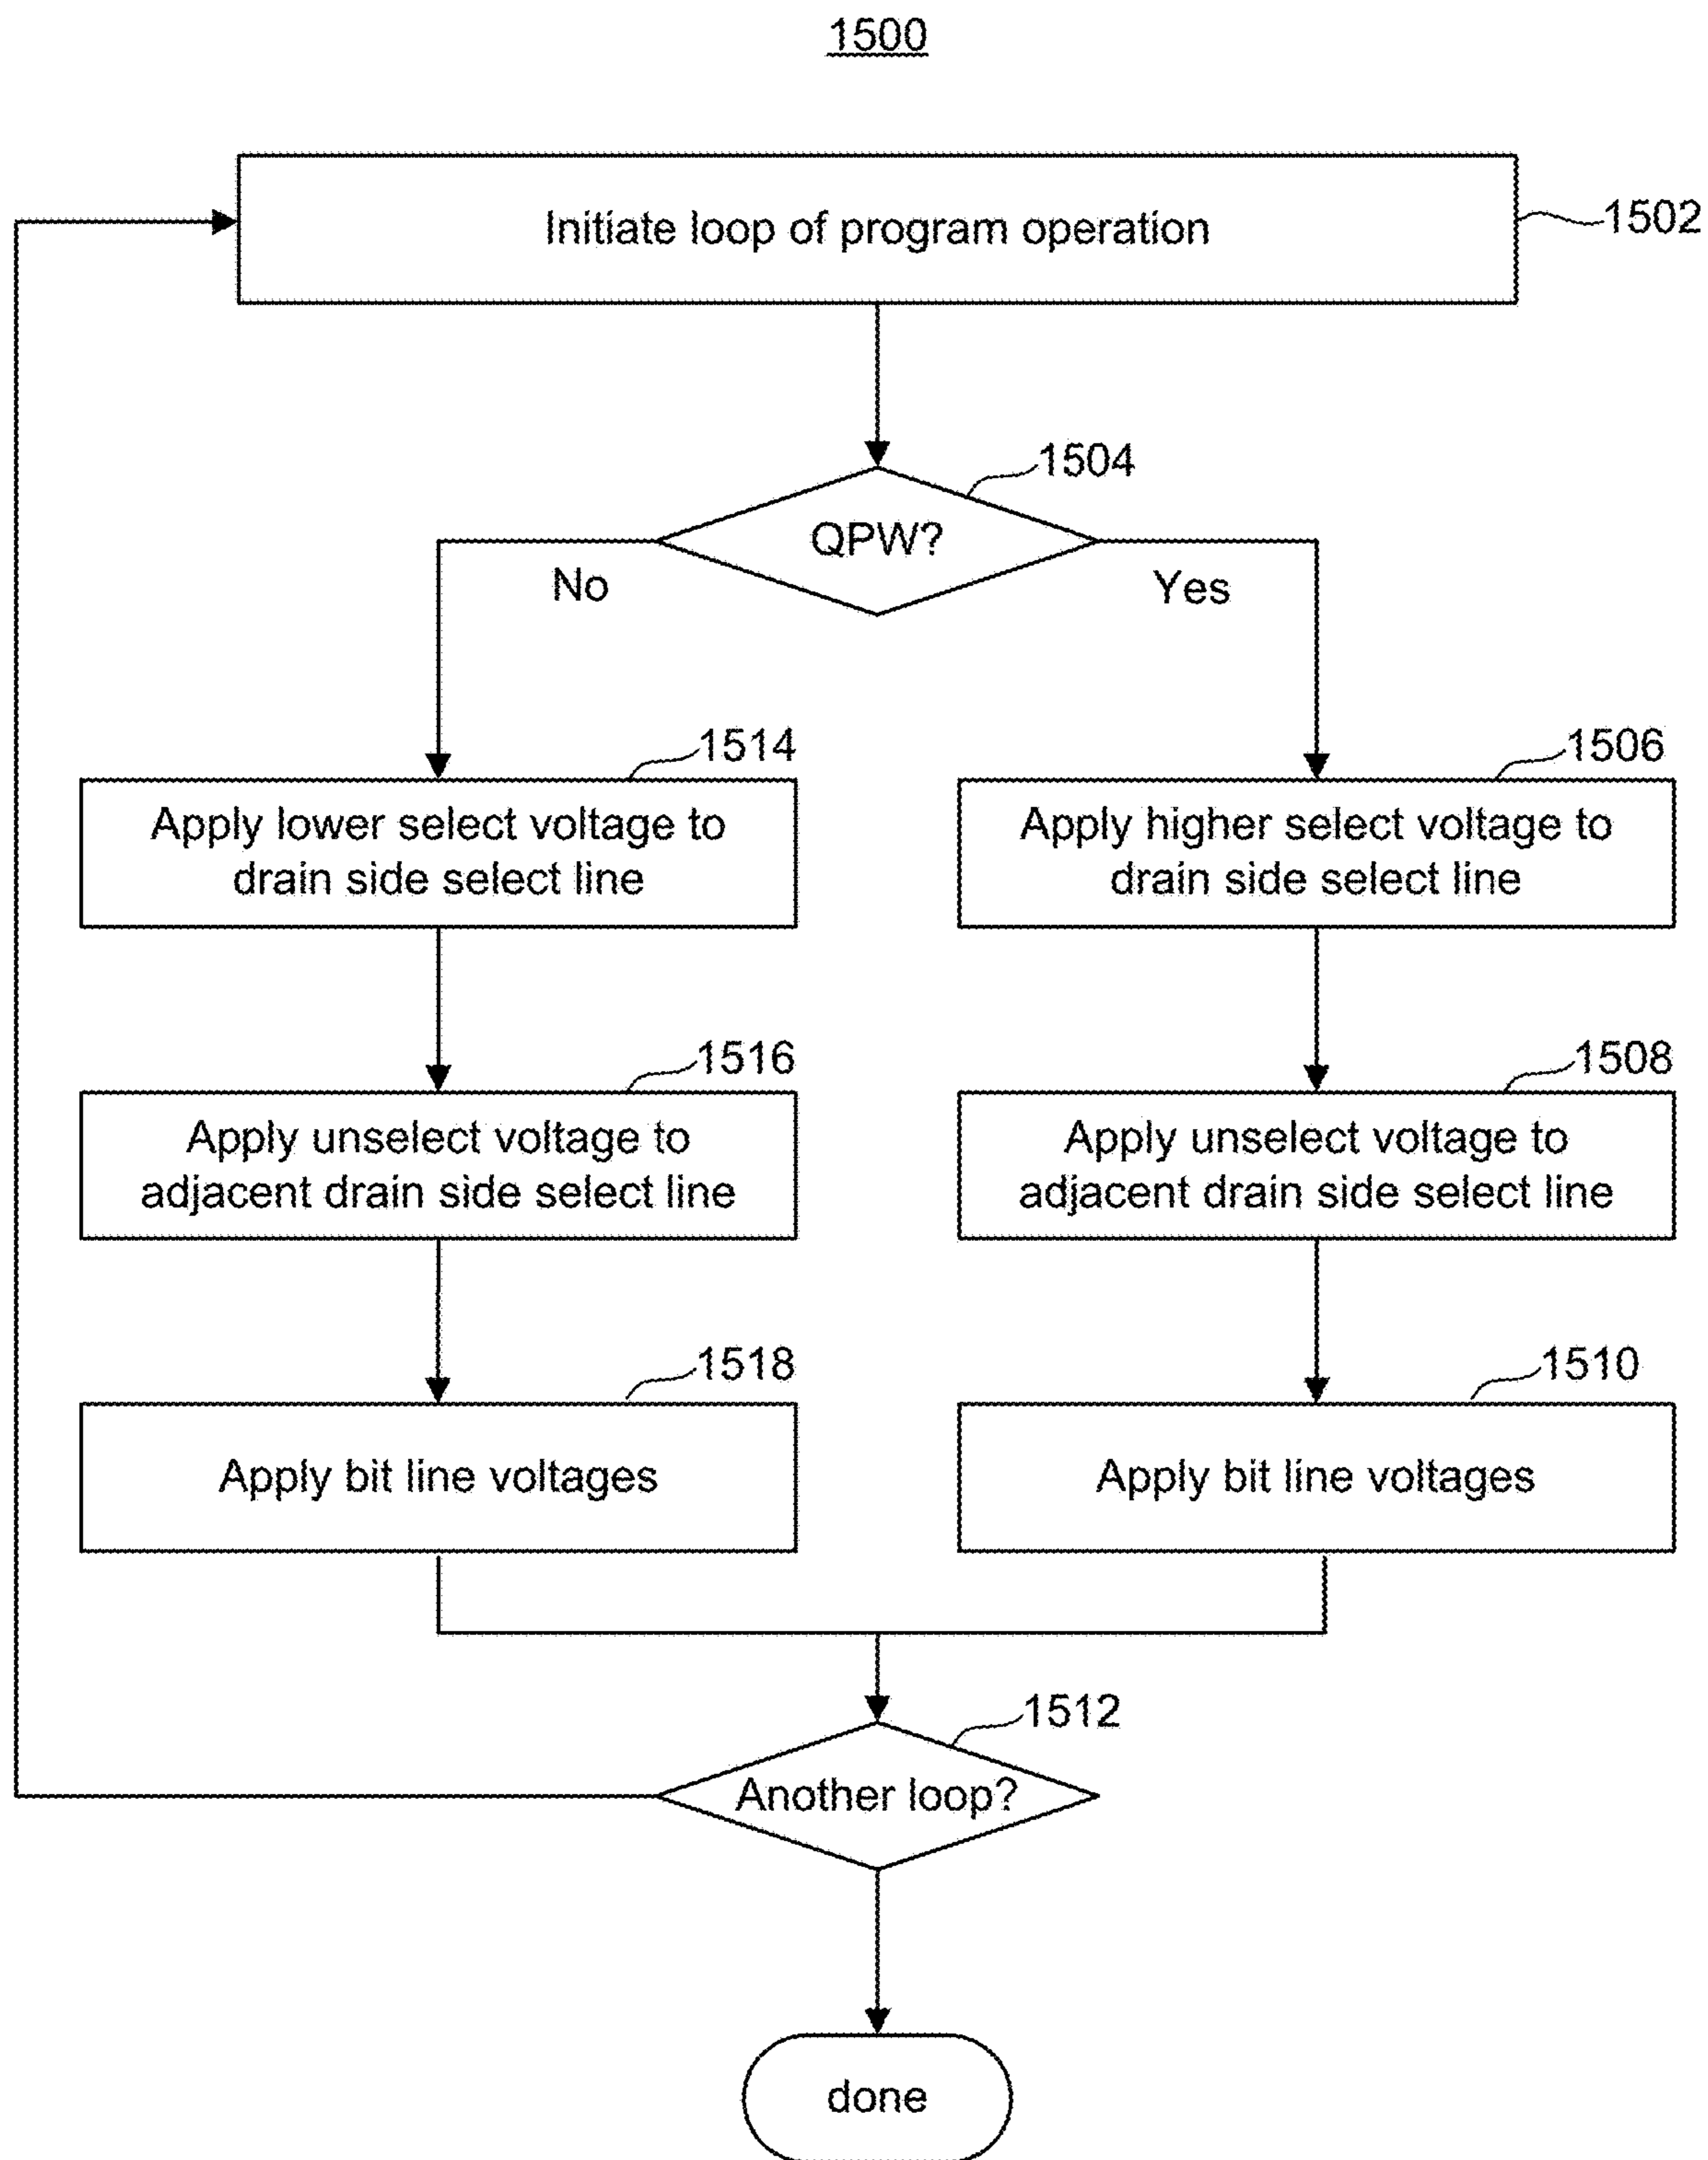 1500
Initiate loop of program operation
1502
1504
QPW?
No
Yes
1514
Apply lower select voltage to
drain side select line
1506
Apply higher select voltage to
drain side select line
1516
Apply unselect voltage to
adjacent drain side select line
1508
Apply unselect voltage to
adjacent drain side select line
1518
Apply bit line voltages
1510
Apply bit line voltages
1512
Another loop?
done